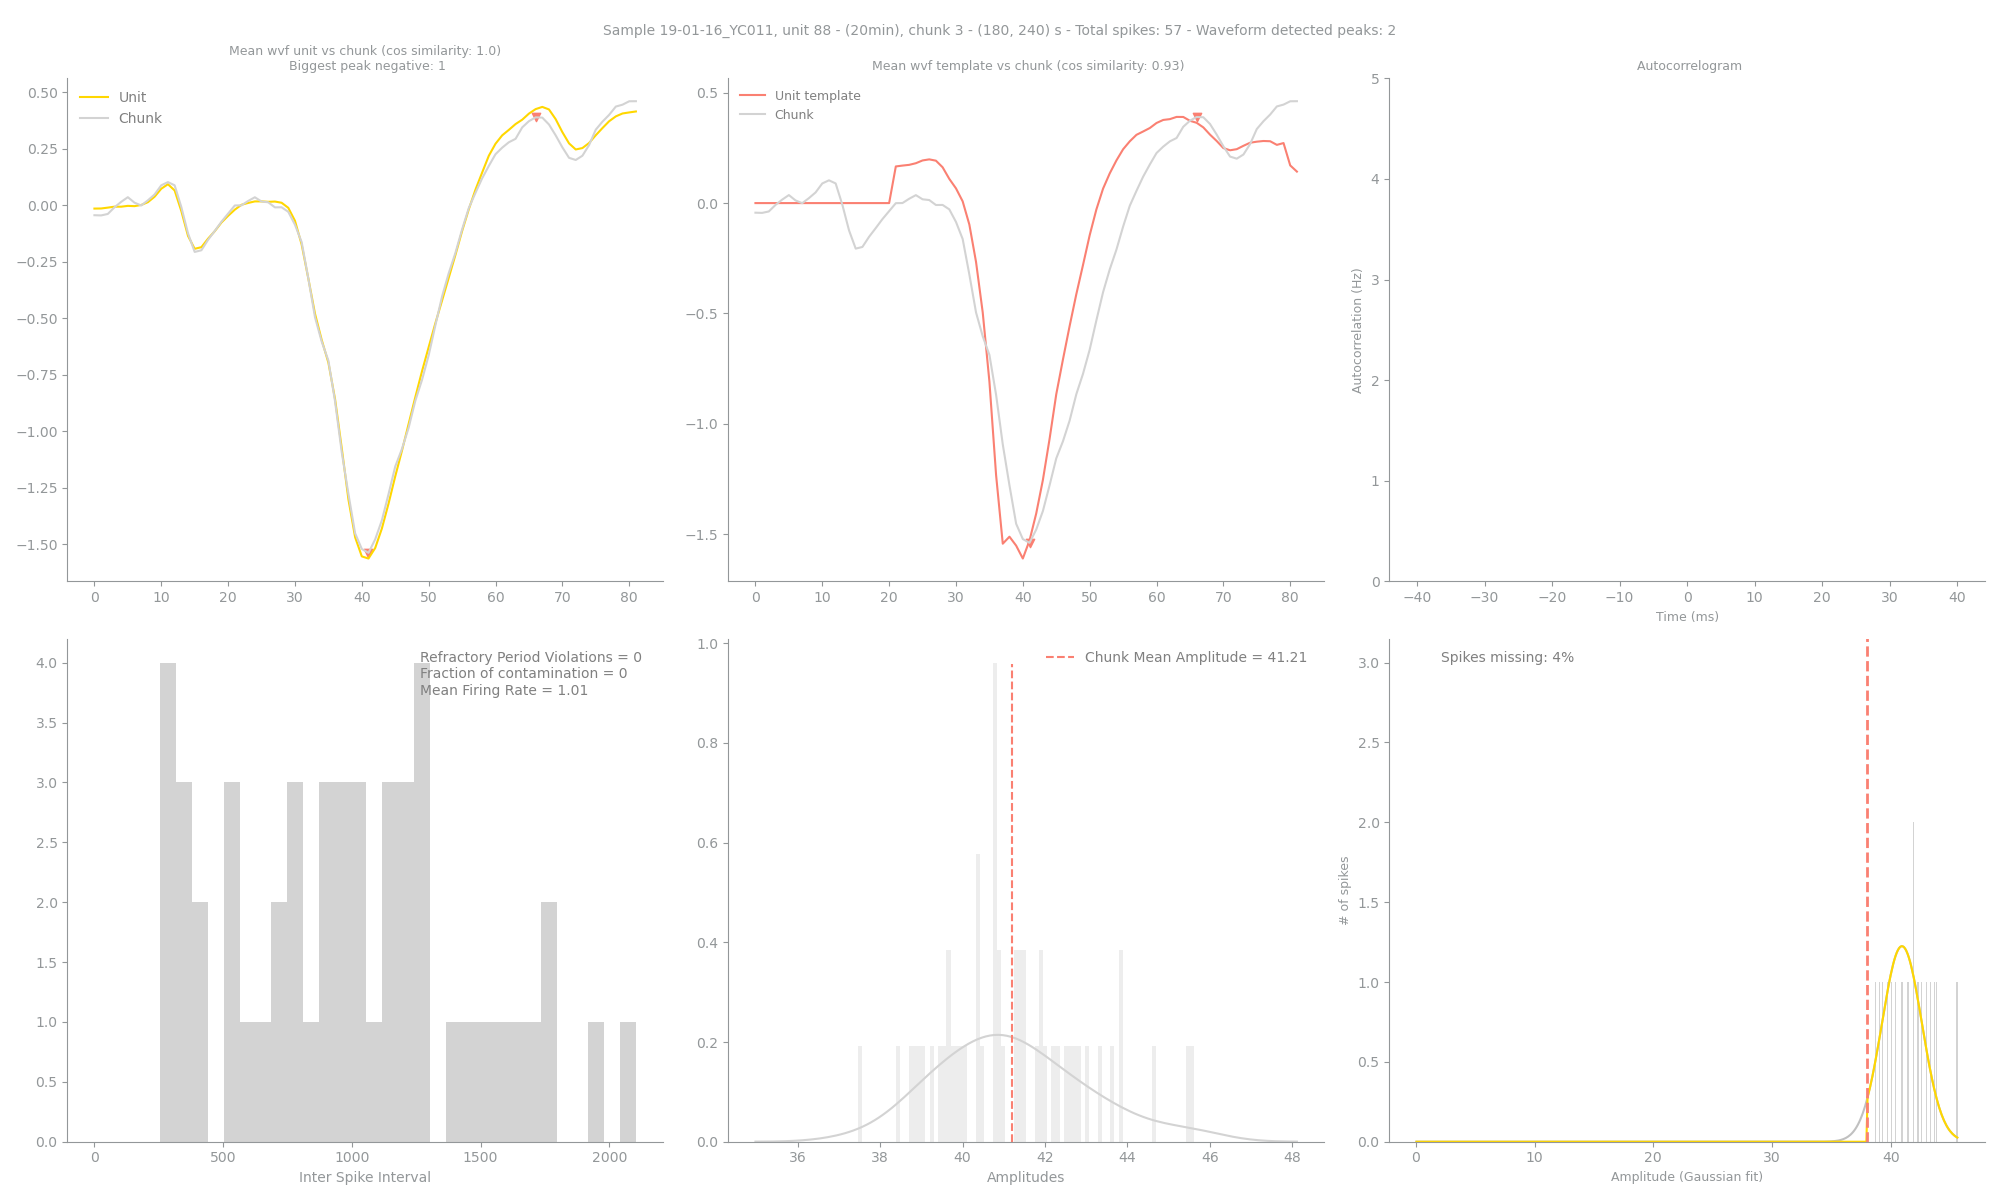 Sample 19-01-16_YC011, unit 88 - (20min), chunk 3 - (180, 240) s - Total spikes: 57 - Waveform detected peaks: 2
Mean wvf unit vs chunk (cos similarity: 1.0)
Biggest peak negative: 1
Unit
Chunk
0.50
0.25
0.00
−0.25
−0.50
−0.75
−1.00
−1.25
−1.50
0 10 20 30 40 50 60 70 80
Mean wvf template vs chunk (cos similarity: 0.93)
Unit template
Chunk
0.5
0.0
−0.5
−1.0
−1.5
0 10 20 30 40 50 60 70 80
Autocorrelogram
Autocorrelation (Hz)
5
4
3
2
1
0
−40 −30 −20 −10 0 10 20 30 40
Time (ms)
Refractory Period Violations = 0
Fraction of contamination = 0
Mean Firing Rate = 1.01
4.0
3.5
3.0
2.5
2.0
1.5
1.0
0.5
0.0
0 500 1000 1500 2000
Inter Spike Interval
Chunk Mean Amplitude = 41.21
1.0
0.8
0.6
0.4
0.2
0.0
36 38 40 42 44 46 48
Amplitudes
Spikes missing: 4%
# of spikes
3.0
2.5
2.0
1.5
1.0
0.5
0.0
0 10 20 30 40
Amplitude (Gaussian fit)